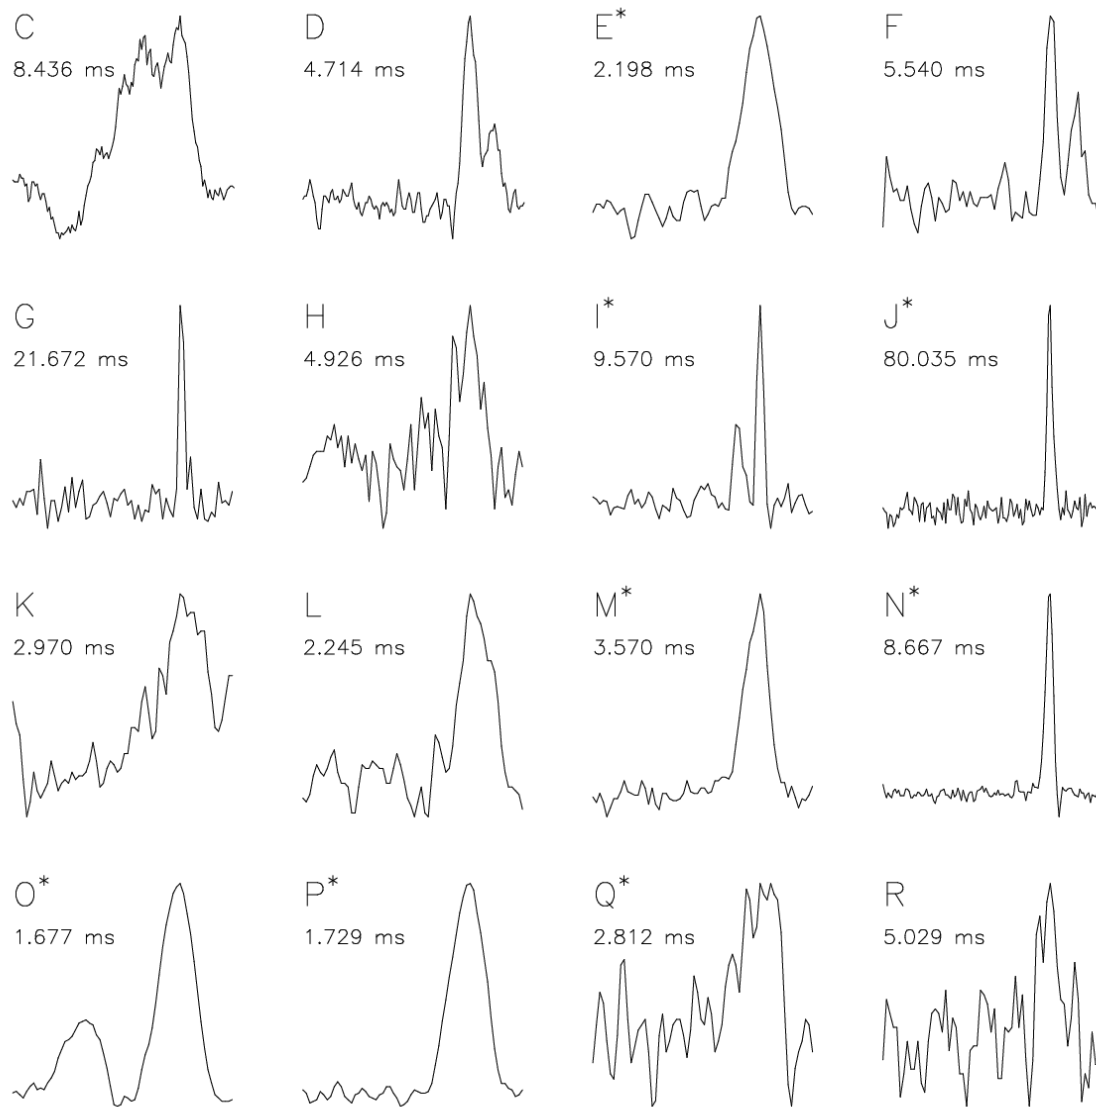 C D E* F
8.436 ms 4.714 ms 2.198 ms 5.540 ms
G H I* J*
21.672 ms 4.926 ms 9.570 ms 80.035 ms
K L M* N*
2.970 ms 2.245 ms 3.570 ms 8.667 ms
O* P* Q* R
1.677 ms 1.729 ms 2.812 ms 5.029 ms